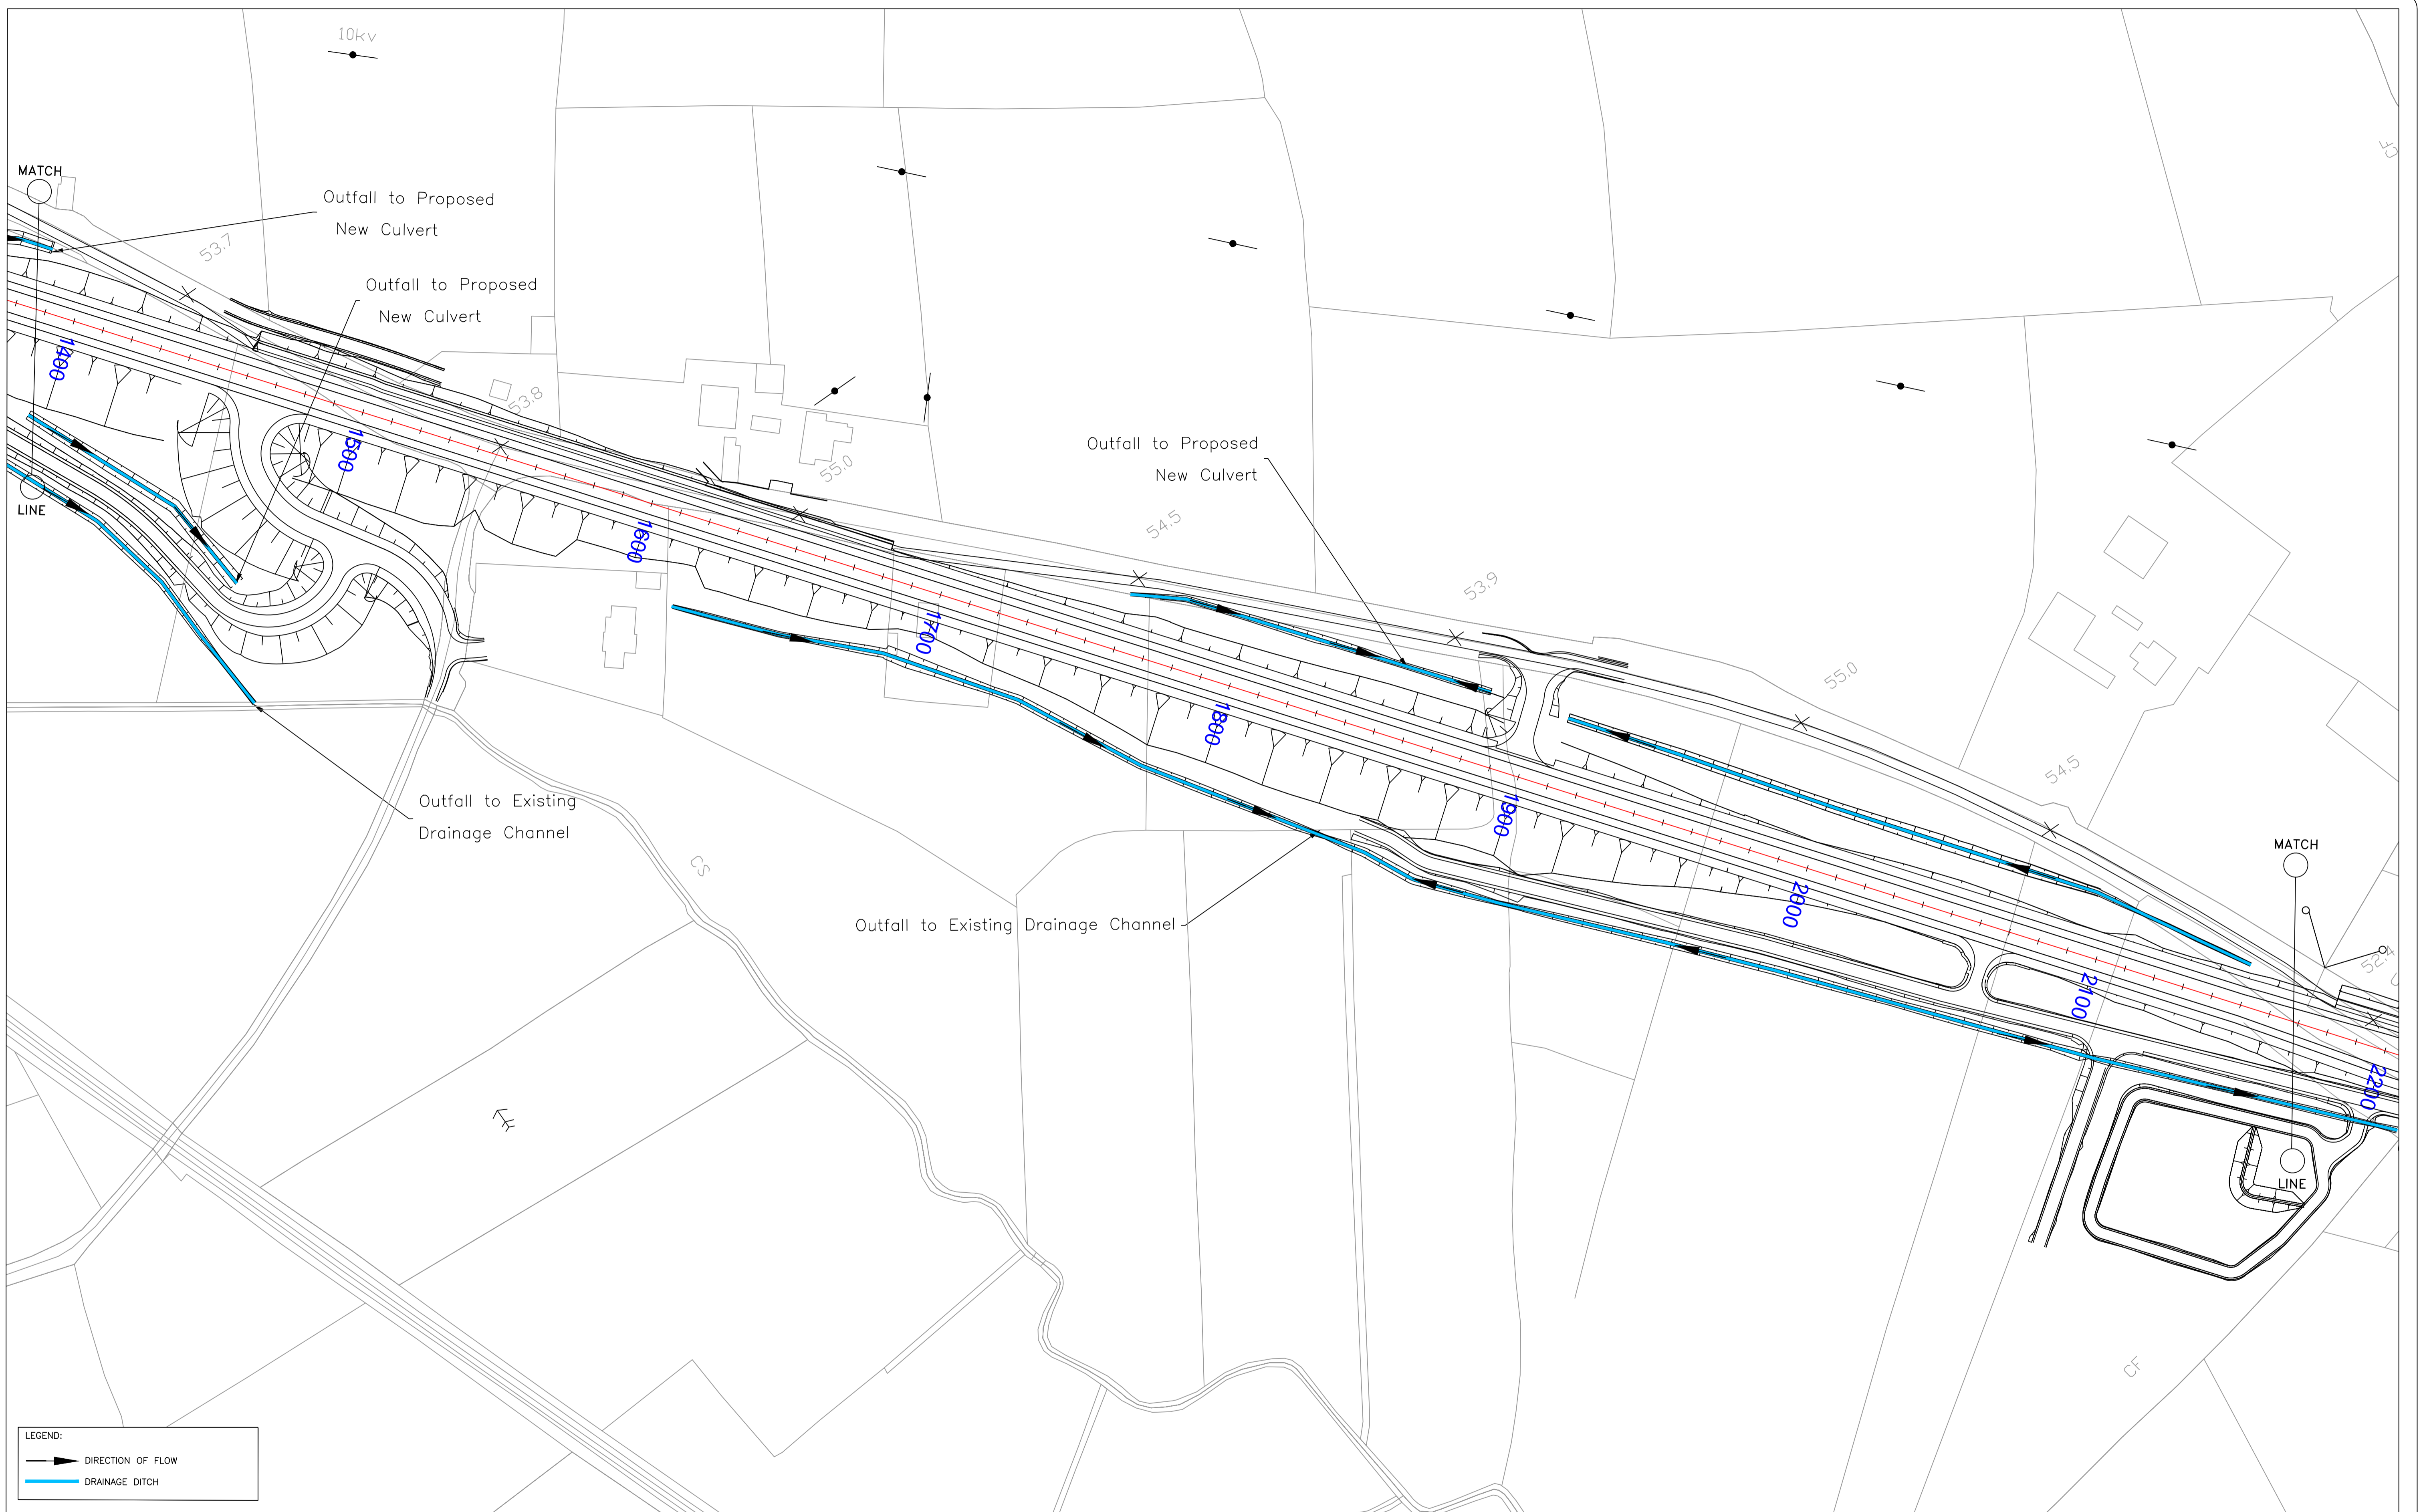 10kv
MATCH
Outfall to Proposed
New Culvert
53.7
Outfall to Proposed
New Culvert
1400
53.8
1500
LINE
55.0
Outfall to Proposed
New Culvert
54.5
1600
53.9
1700
55.0
1800
54.5
Outfall to Existing
Drainage Channel
1900
MATCH
CS
2000
Outfall to Existing Drainage Channel
52.4
2100
2200
LINE
CF
CF
LEGEND:
DIRECTION OF FLOW
DRAINAGE DITCH